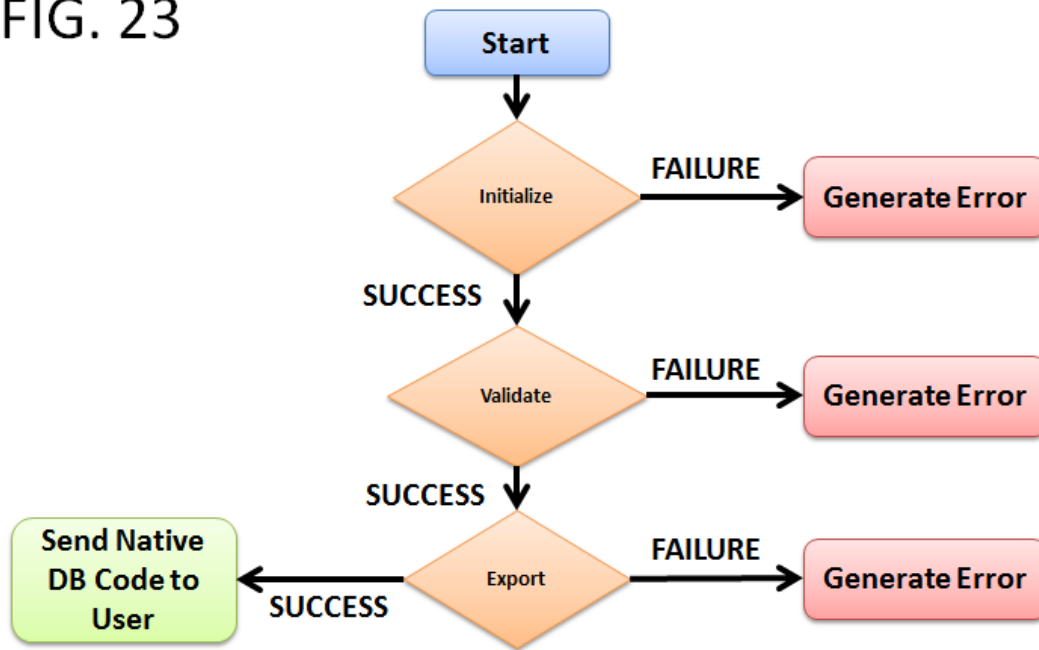 FIG. 23
Start
Initialize
FAILURE
Generate Error
SUCCESS
Validate
FAILURE
Generate Error
SUCCESS
Export
FAILURE
Generate Error
SUCCESS
Send Native
DB Code to
User